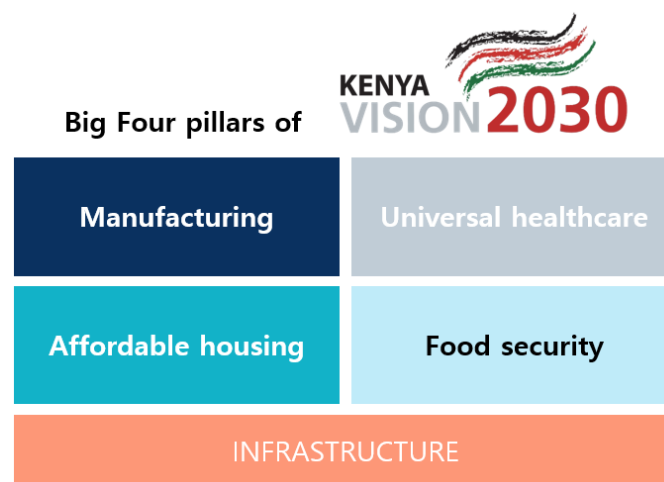 Big Four pillars of
KENYA
VISION 2030
Manufacturing
Universal healthcare
Affordable housing
Food security
INFRASTRUCTURE